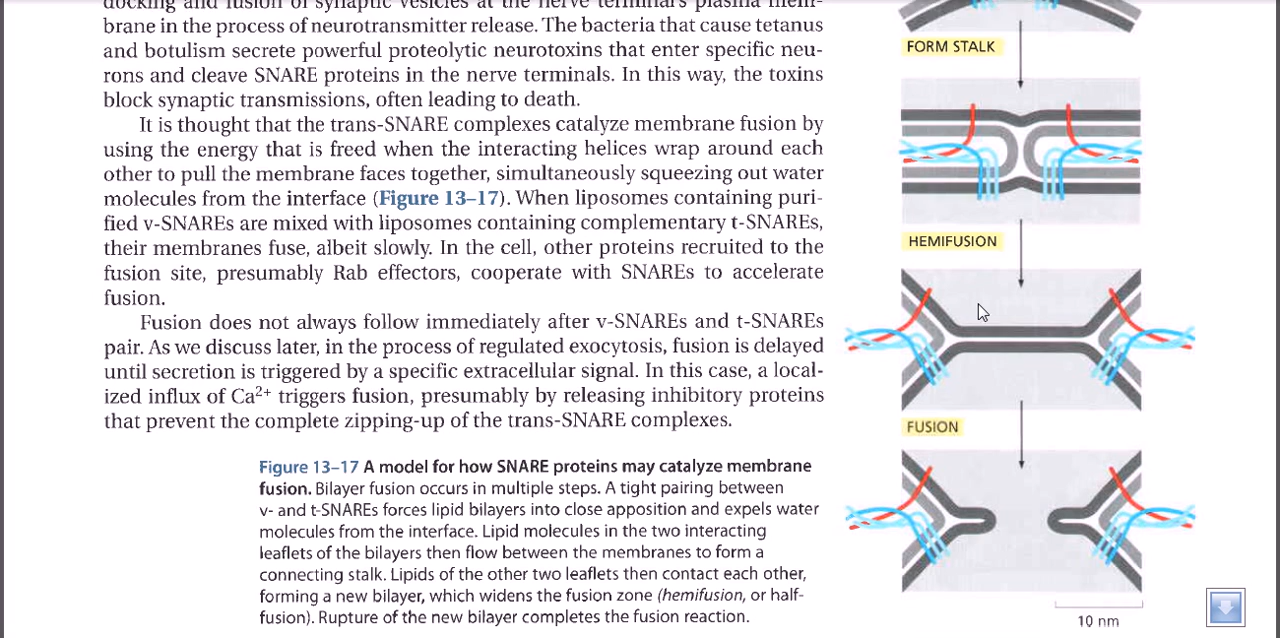 docking and fusion of synaptic vesicles at the nerve terminal's plasma mem-
brane in the process of neurotransmitter release. The bacteria that cause tetanus
and botulism secrete powerful proteolytic neurotoxins that enter specific neu-
rons and cleave SNARE proteins in the nerve terminals. In this way, the toxins
block synaptic transmissions, often leading to death.
It is thought that the trans-SNARE complexes catalyze membrane fusion by
using the energy that is freed when the interacting helices wrap around each
other to pull the membrane faces together, simultaneously squeezing out water
molecules from the interface (Figure 13–17). When liposomes containing puri-
fied v-SNAREs are mixed with liposomes containing complementary t-SNAREs,
their membranes fuse, albeit slowly. In the cell, other proteins recruited to the
fusion site, presumably Rab effectors, cooperate with SNAREs to accelerate
fusion.
Fusion does not always follow immediately after v-SNAREs and t-SNAREs
pair. As we discuss later, in the process of regulated exocytosis, fusion is delayed
until secretion is triggered by a specific extracellular signal. In this case, a local-
ized influx of Ca²⁺ triggers fusion, presumably by releasing inhibitory proteins
that prevent the complete zipping-up of the trans-SNARE complexes.
Figure 13–17 A model for how SNARE proteins may catalyze membrane
fusion. Bilayer fusion occurs in multiple steps. A tight pairing between
v- and t-SNAREs forces lipid bilayers into close apposition and expels water
molecules from the interface. Lipid molecules in the two interacting
leaflets of the bilayers then flow between the membranes to form a
connecting stalk. Lipids of the other two leaflets then contact each other,
forming a new bilayer, which widens the fusion zone (hemifusion, or half-
fusion). Rupture of the new bilayer completes the fusion reaction.
FORM STALK
HEMIFUSION
FUSION
10 nm